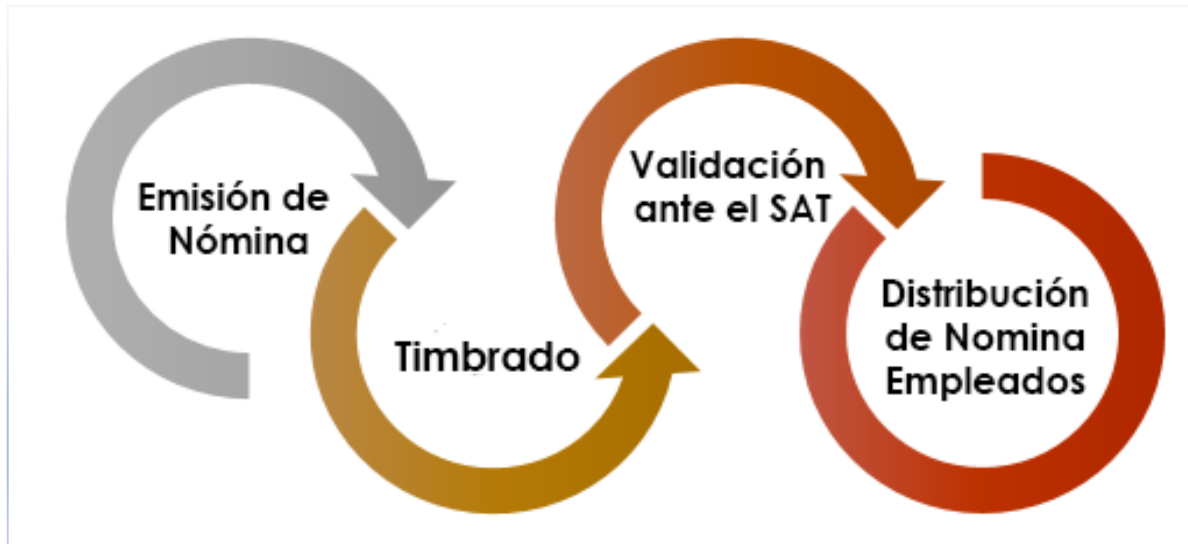 Emisión de
Nómina
Timbrado
Validación
ante el SAT
Distribución
de Nomina
Empleados